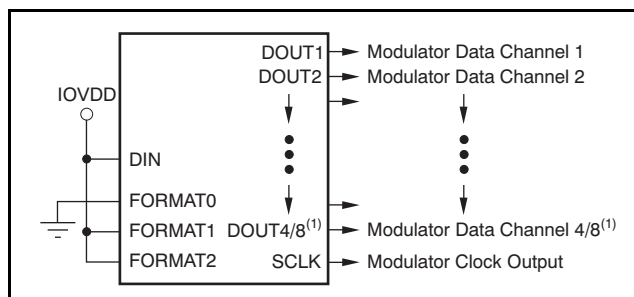 IOVDD
DIN
FORMAT0
FORMAT1
FORMAT2
DOUT1
DOUT2
DOUT4/8(1)
SCLK
Modulator Data Channel 1
Modulator Data Channel 2
Modulator Data Channel 4/8(1)
Modulator Clock Output